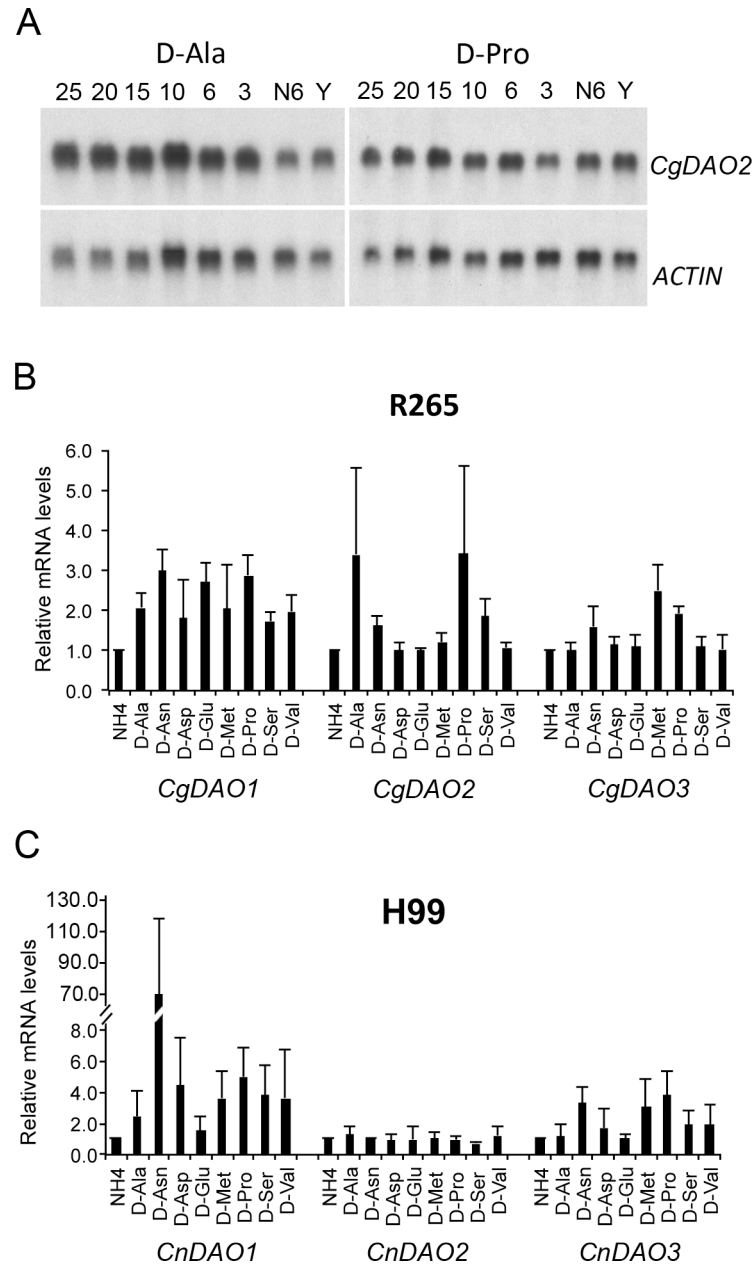 A
D-Ala D-Pro
25 20 15 10 6 3 N6 Y 25 20 15 10 6 3 N6 Y
CgDAO2
ACTIN
B
R265
Relative mRNA levels
6.0
5.0
4.0
3.0
2.0
1.0
0.0
NH4 D-Ala D-Asn D-Asp D-Glu D-Met D-Pro D-Ser D-Val NH4 D-Ala D-Asn D-Asp D-Glu D-Met D-Pro D-Ser D-Val NH4 D-Ala D-Asn D-Asp D-Glu D-Met D-Pro D-Ser D-Val
CgDAO1 CgDAO2 CgDAO3
C
H99
Relative mRNA levels
130.0
110.0
90.0
70.0
8.0
6.0
4.0
2.0
0.0
NH4 D-Ala D-Asn D-Asp D-Glu D-Met D-Pro D-Ser D-Val NH4 D-Ala D-Asn D-Asp D-Glu D-Met D-Pro D-Ser D-Val NH4 D-Ala D-Asn D-Asp D-Glu D-Met D-Pro D-Ser D-Val
CnDAO1 CnDAO2 CnDAO3